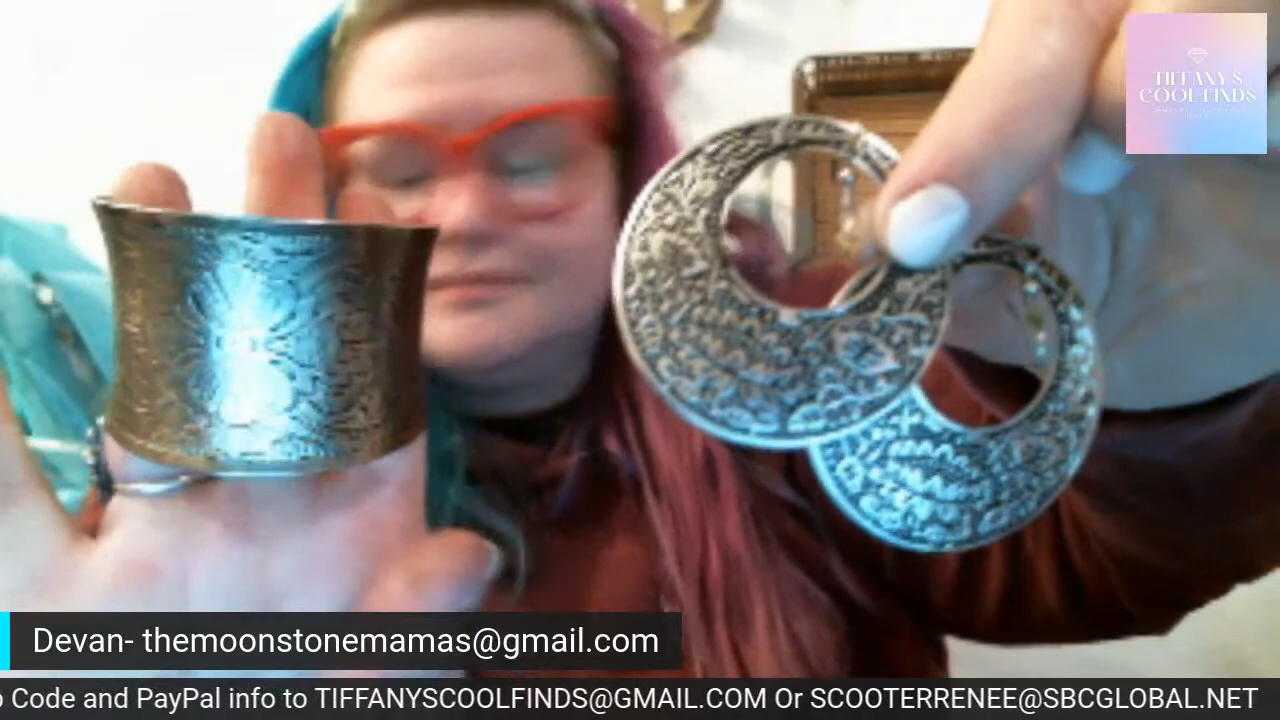 TIFFANY'S
COOL FINDS
Devan- themoonstonemamas@gmail.com
Code and PayPal info to TIFFANYSCOOLFINDS@GMAIL.COM Or SCOOTERRENEE@SBCGLOBAL.NET